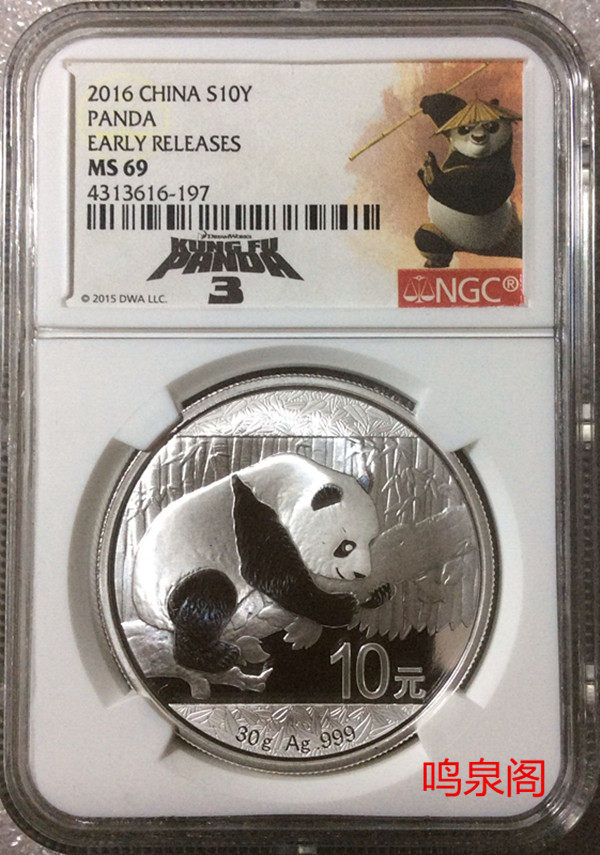 2016 CHINA S10Y
PANDA
EARLY RELEASES
MS 69
4313616-197
DREAMWORKS
KUNG FU
PANDA
3
© 2015 DWA LLC.
NGC®
10元
30g Ag .999
鸣泉阁